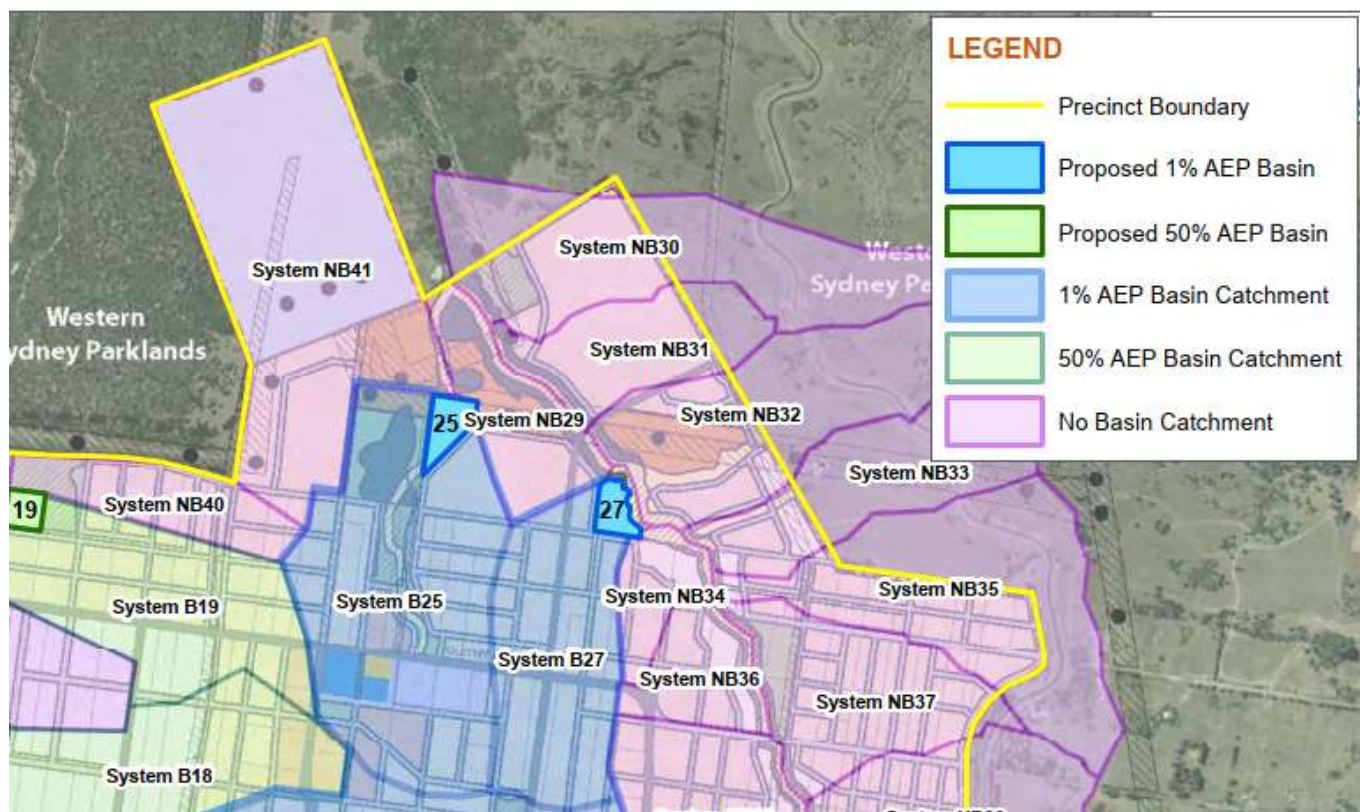 LEGEND
Precinct Boundary
Proposed 1% AEP Basin
Proposed 50% AEP Basin
1% AEP Basin Catchment
50% AEP Basin Catchment
No Basin Catchment
System NB30
Sydney Pa
System NB41
Western
ydney Parklands
System NB31
System NB32
25
System NB29
System NB33
19
System NB40
27
System NB35
System B19
System B25
System NB34
System B27
System NB36
System NB37
System B18